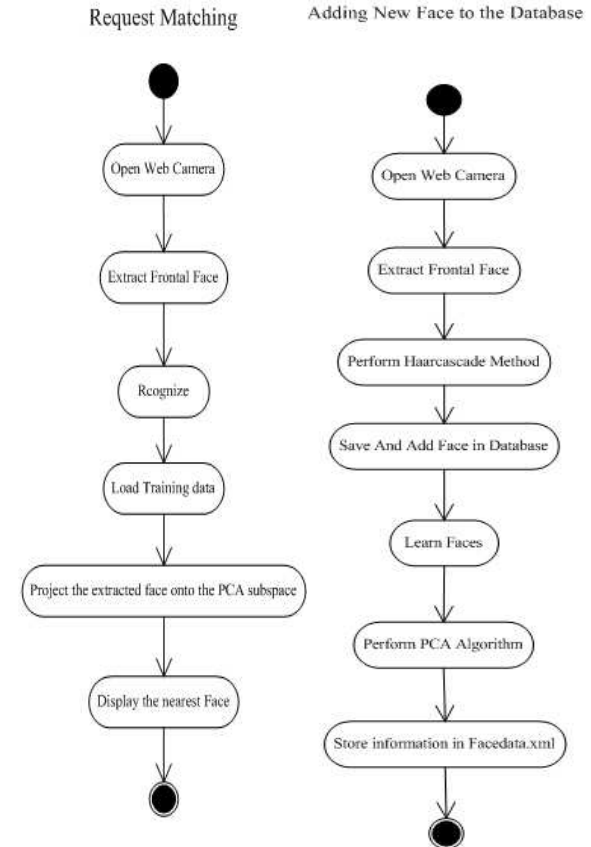 Request Matching
Open Web Camera
Extract Frontal Face
Rcognize
Load Training data
Project the extracted face onto the PCA subspace
Display the nearest Face
Adding New Face to the Database
Open Web Camera
Extract Frontal Face
Perform Haarcascade Method
Save And Add Face in Database
Learn Faces
Perform PCA Algorithm
Store information in Facedata.xml